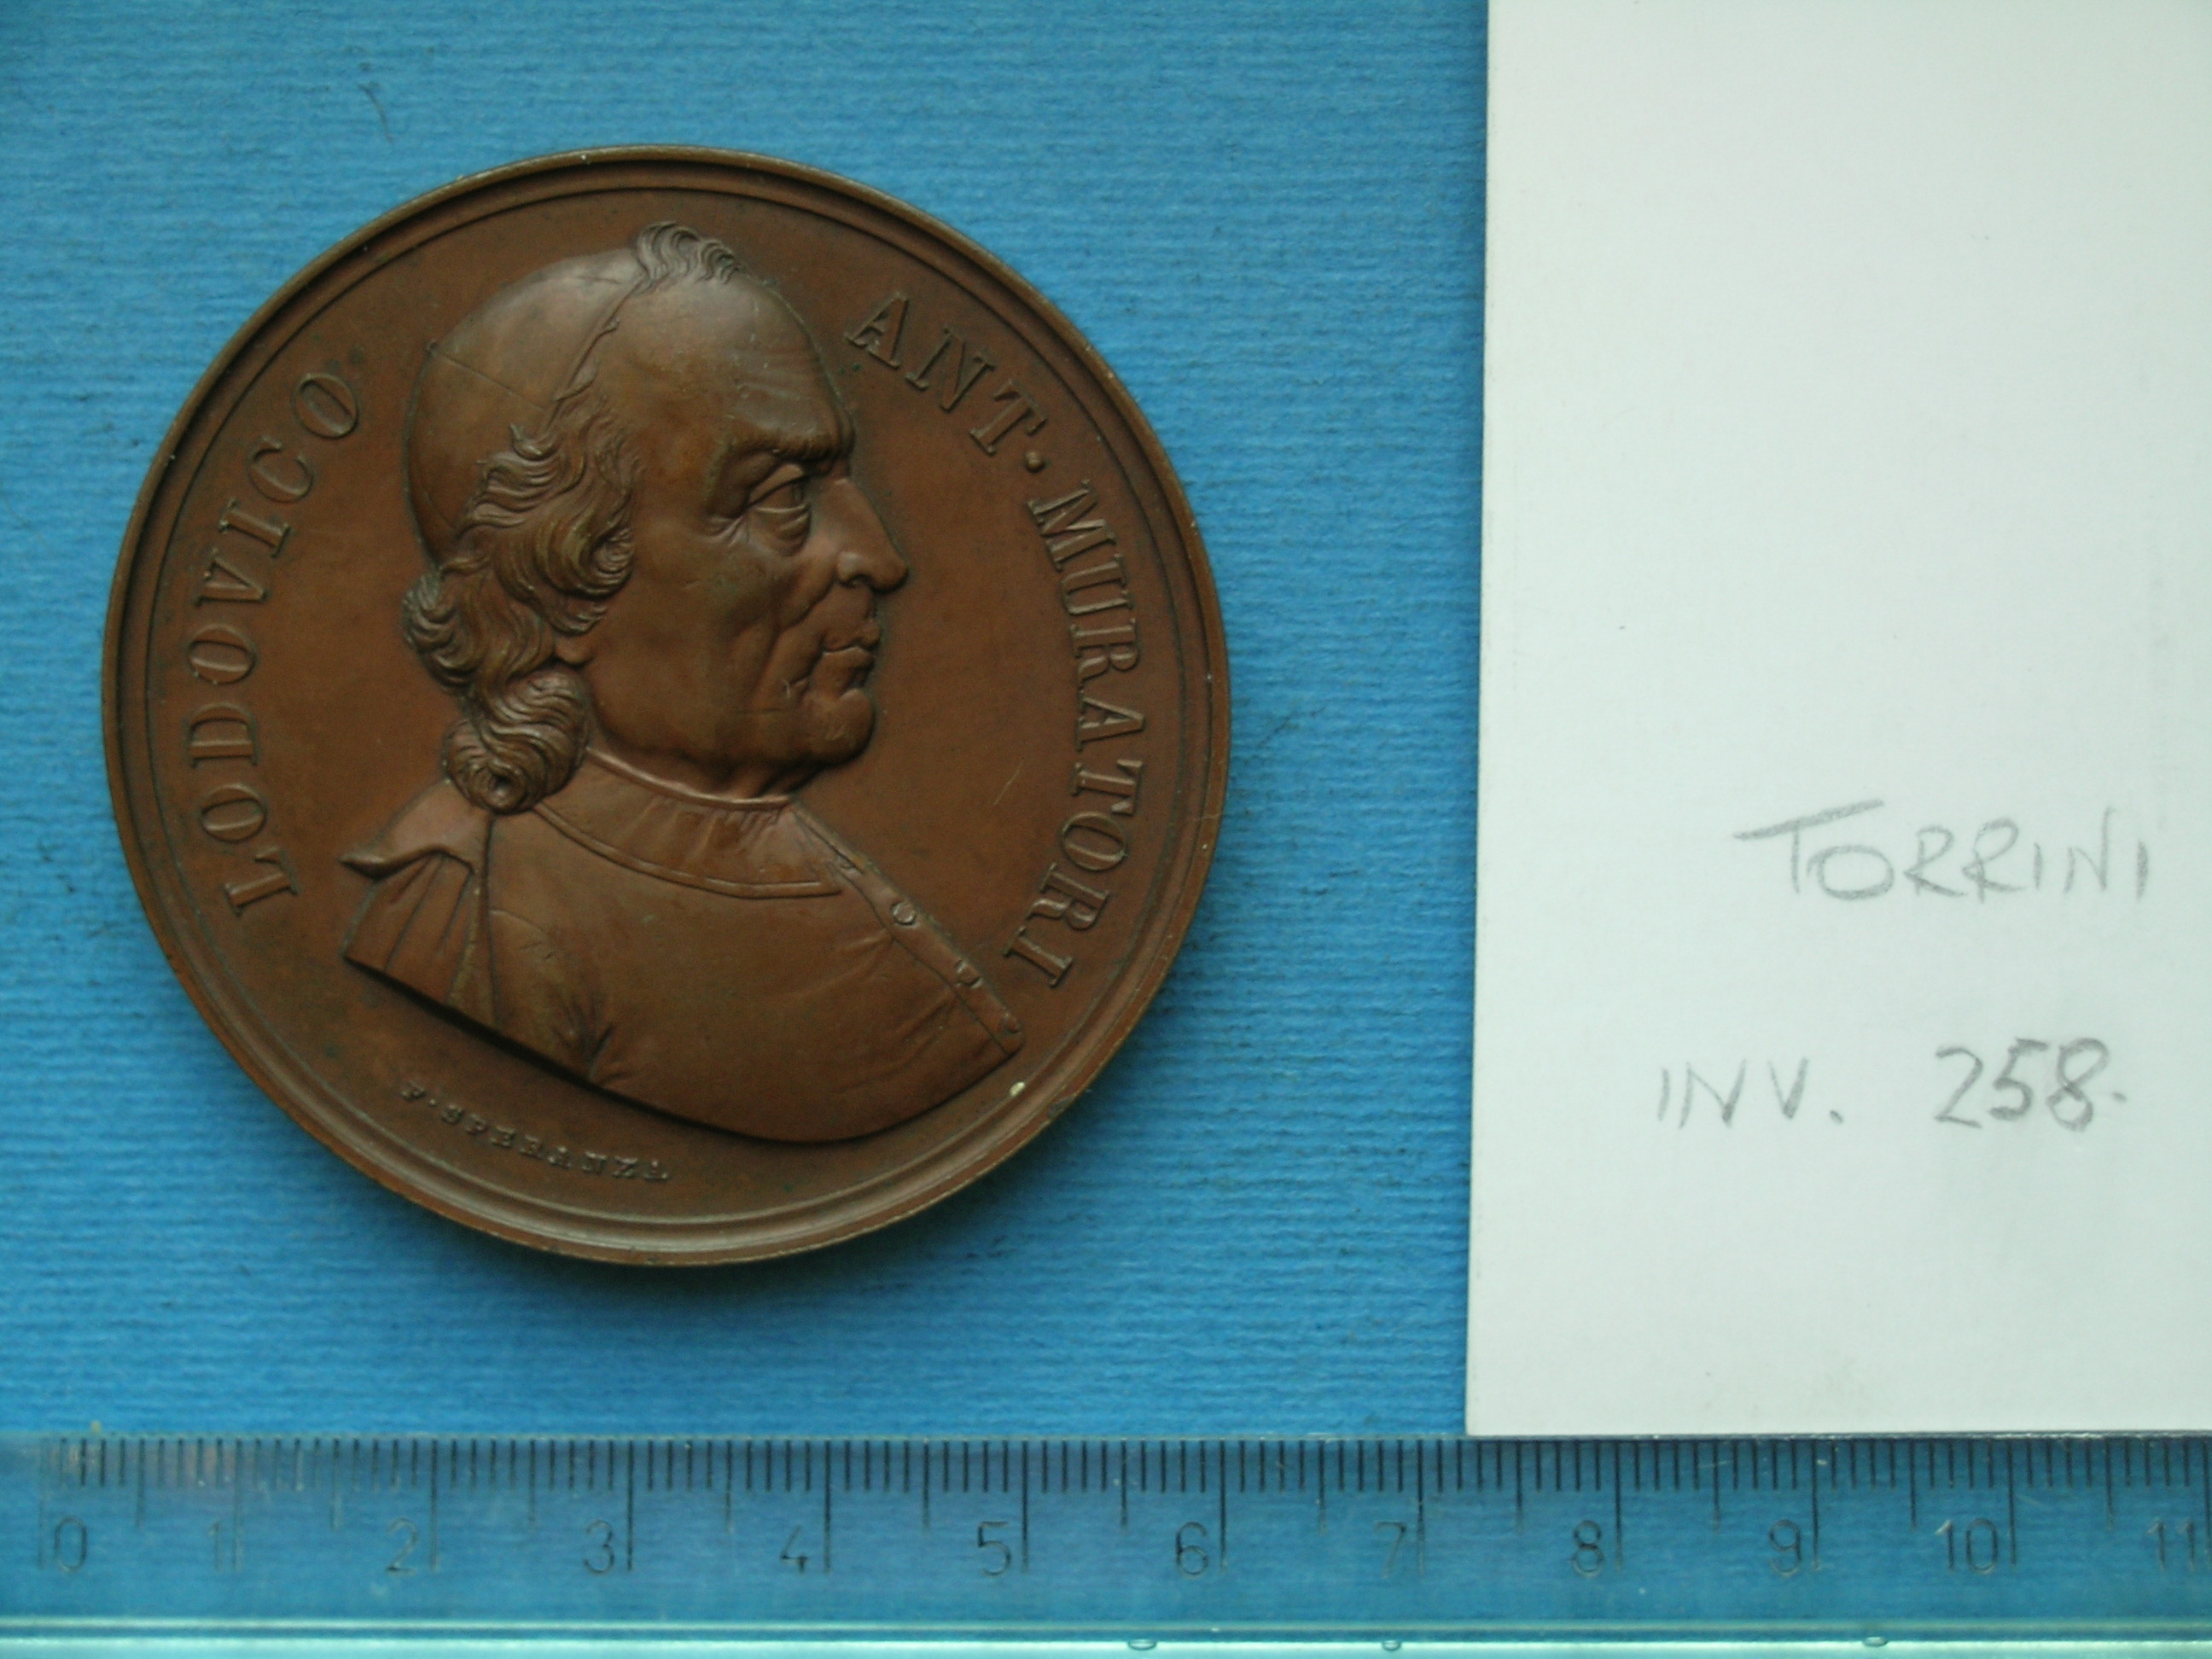 LODOVICO ANT. MURATORI
F. SPERANZA
TORRINI
INV. 258.
0 1 2 3 4 5 6 7 8 9 10 11